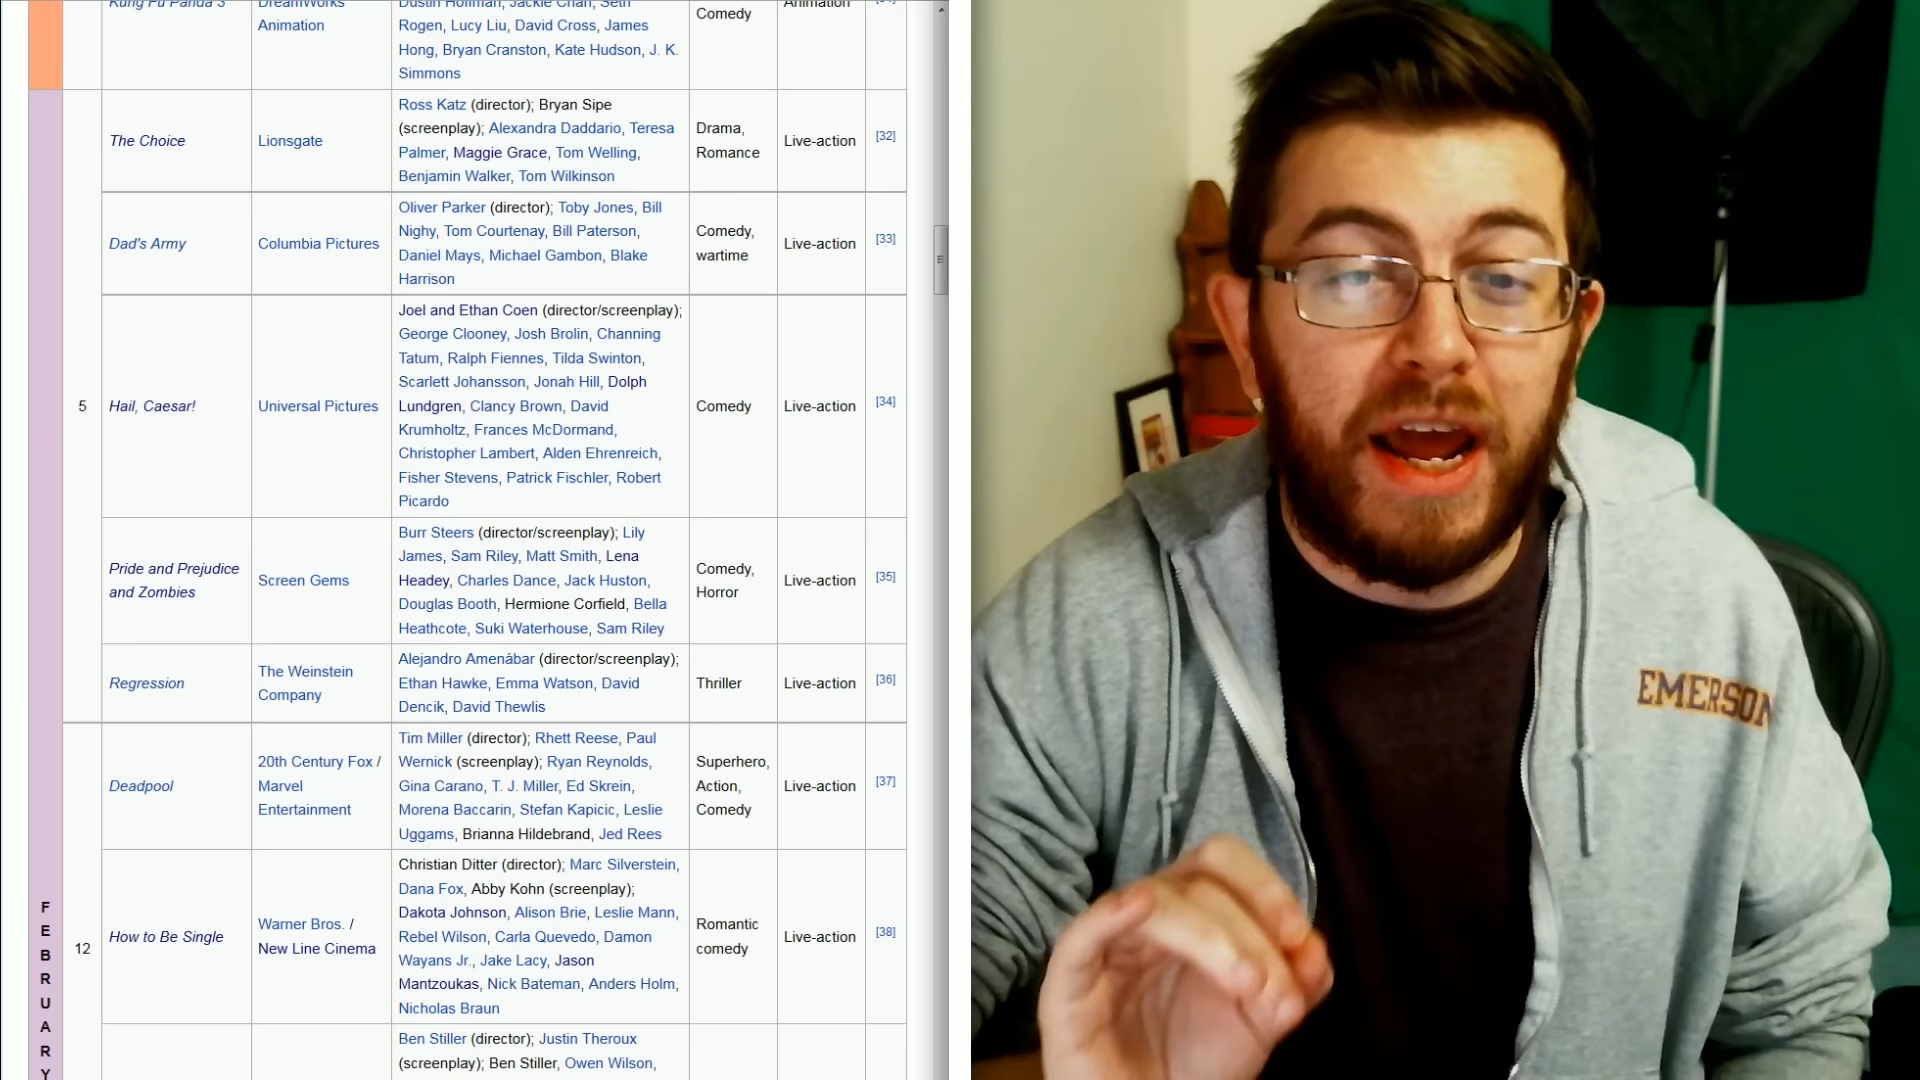 Kung Fu Panda 3
DreamWorks
Animation
Dustin Hoffman, Jackie Chan, Seth
Rogen, Lucy Liu, David Cross, James
Hong, Bryan Cranston, Kate Hudson, J. K.
Simmons
Comedy
Animation
5
The Choice
Lionsgate
Ross Katz (director); Bryan Sipe
(screenplay); Alexandra Daddario, Teresa
Palmer, Maggie Grace, Tom Welling,
Benjamin Walker, Tom Wilkinson
Drama,
Romance
Live-action
[32]
Dad's Army
Columbia Pictures
Oliver Parker (director); Toby Jones, Bill
Nighy, Tom Courtenay, Bill Paterson,
Daniel Mays, Michael Gambon, Blake
Harrison
Comedy,
wartime
Live-action
[33]
Hail, Caesar!
Universal Pictures
Joel and Ethan Coen (director/screenplay);
George Clooney, Josh Brolin, Channing
Tatum, Ralph Fiennes, Tilda Swinton,
Scarlett Johansson, Jonah Hill, Dolph
Lundgren, Clancy Brown, David
Krumholtz, Frances McDormand,
Christopher Lambert, Alden Ehrenreich,
Fisher Stevens, Patrick Fischler, Robert
Picardo
Comedy
Live-action
[34]
Pride and Prejudice
and Zombies
Screen Gems
Burr Steers (director/screenplay); Lily
James, Sam Riley, Matt Smith, Lena
Headey, Charles Dance, Jack Huston,
Douglas Booth, Hermione Corfield, Bella
Heathcote, Suki Waterhouse, Sam Riley
Comedy,
Horror
Live-action
[35]
Regression
The Weinstein
Company
Alejandro Amenábar (director/screenplay);
Ethan Hawke, Emma Watson, David
Dencik, David Thewlis
Thriller
Live-action
[36]
F
E
B
R
U
A
R
Y
12
Deadpool
20th Century Fox /
Marvel
Entertainment
Tim Miller (director); Rhett Reese, Paul
Wernick (screenplay); Ryan Reynolds,
Gina Carano, T. J. Miller, Ed Skrein,
Morena Baccarin, Stefan Kapicic, Leslie
Uggams, Brianna Hildebrand, Jed Rees
Superhero,
Action,
Comedy
Live-action
[37]
How to Be Single
Warner Bros. /
New Line Cinema
Christian Ditter (director); Marc Silverstein,
Dana Fox, Abby Kohn (screenplay);
Dakota Johnson, Alison Brie, Leslie Mann,
Rebel Wilson, Carla Quevedo, Damon
Wayans Jr., Jake Lacy, Jason
Mantzoukas, Nick Bateman, Anders Holm,
Nicholas Braun
Romantic
comedy
Live-action
[38]
Ben Stiller (director); Justin Theroux
(screenplay); Ben Stiller, Owen Wilson,
EMERSON